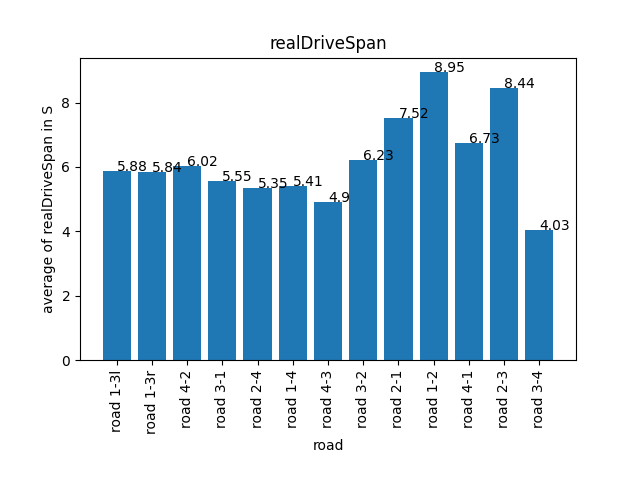 realDriveSpan
average of realDriveSpan in S
8
6
4
2
0
5.88
5.84
6.02
5.55
5.35
5.41
4.9
6.23
7.52
8.95
6.73
8.44
4.03
road 1-3l
road 1-3r
road 4-2
road 3-1
road 2-4
road 1-4
road 4-3
road 3-2
road 2-1
road 1-2
road 4-1
road 2-3
road 3-4
road